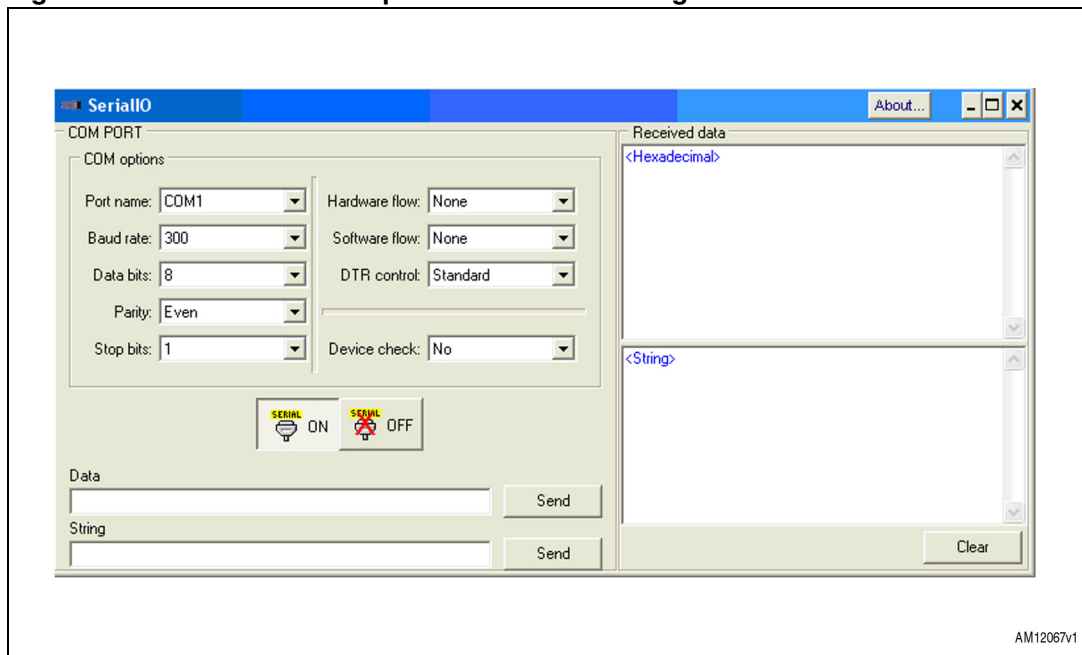 SerialIO About...
COM PORT
COM options
Port name: COM1
Baud rate: 300
Data bits: 8
Parity: Even
Stop bits: 1
Hardware flow: None
Software flow: None
DTR control: Standard
Device check: No
SERIAL ON
SERIAL OFF
Data
Send
String
Send
Received data
<Hexadecimal>
<String>
Clear
AM12067v1